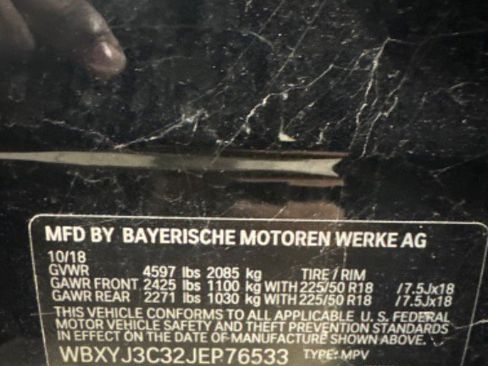 MFD BY BAYERISCHE MOTOREN WERKE AG
10/18
GVWR 4597 lbs 2085 kg TIRE / RIM
GAWR FRONT 2425 lbs 1100 kg WITH 225/50 R18 /7.5Jx18
GAWR REAR 2271 lbs 1030 kg WITH 225/50 R18 /7.5Jx18
THIS VEHICLE CONFORMS TO ALL APPLICABLE U. S. FEDERAL
MOTOR VEHICLE SAFETY AND THEFT PREVENTION STANDARDS
IN EFFECT ON THE DATE OF MANUFACTURE SHOWN ABOVE.
WBXYJ3C32JEP76533 TYPE: MPV